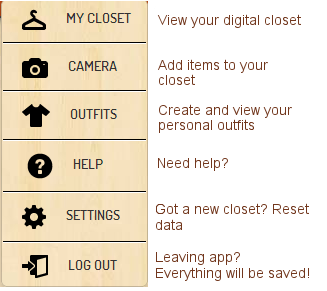 MY CLOSET View your digital closet
CAMERA Add items to your
closet
OUTFITS Create and view your
personal outfits
HELP Need help?
SETTINGS Got a new closet? Reset
data
LOG OUT Leaving app?
Everything will be saved!